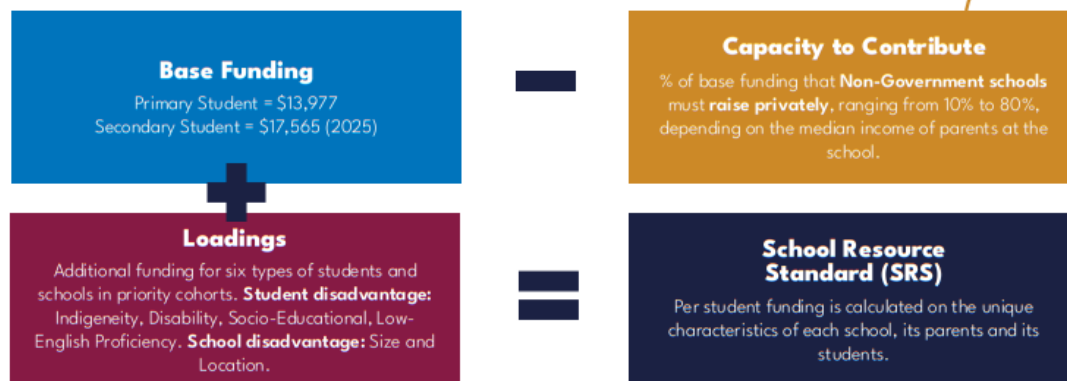 Base Funding
Primary Student = $13,977
Secondary Student = $17,565 (2025)
Capacity to Contribute
% of base funding that Non-Government schools
must raise privately, ranging from 10% to 80%,
depending on the median income of parents at the
school.
Loadings
Additional funding for six types of students and
schools in priority cohorts. Student disadvantage:
Indigeneity, Disability, Socio-Educational, Low-
English Proficiency. School disadvantage: Size and
Location.
School Resource
Standard (SRS)
Per student funding is calculated on the unique
characteristics of each school, its parents and its
students.